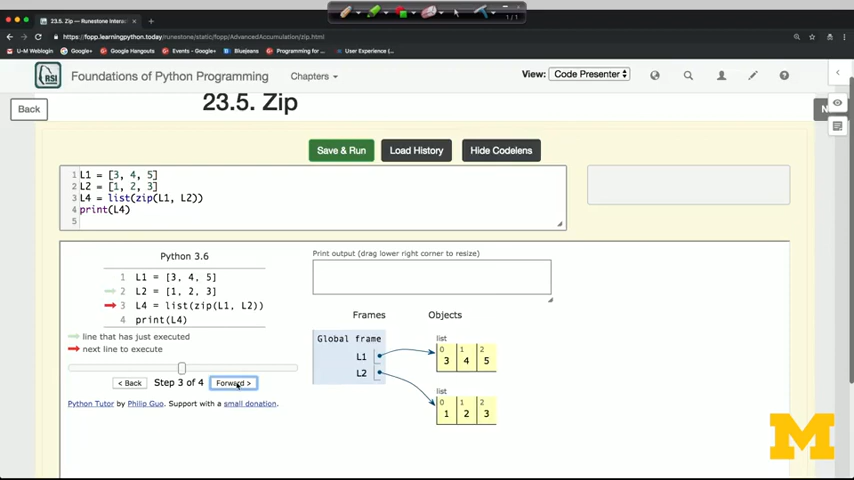 23.5. Zip — Runestone Interac
1/1
https://fopp.learningpython.today/runestone/static/fopp/AdvancedAccumulation/zip.html
U-M Weblogin
Google+
Google Hangouts
Events - Google+
Bluejeans
Programming for ...
User Experience (...
RSI
Foundations of Python Programming
Chapters
View:
Code Presenter
Back
N
23.5. Zip
Save & Run
Load History
Hide Codelens
1 L1 = [3, 4, 5]
2 L2 = [1, 2, 3]
3 L4 = list(zip(L1, L2))
4 print(L4)
5
Python 3.6
1 L1 = [3, 4, 5]
2 L2 = [1, 2, 3]
3 L4 = list(zip(L1, L2))
4 print(L4)
line that has just executed
next line to execute
< Back
Step 3 of 4
Forward >
Python Tutor by Philip Guo. Support with a small donation.
Print output (drag lower right corner to resize)
Frames
Objects
Global frame
L1
L2
list
0 1 2
3 4 5
list
0 1 2
1 2 3
M